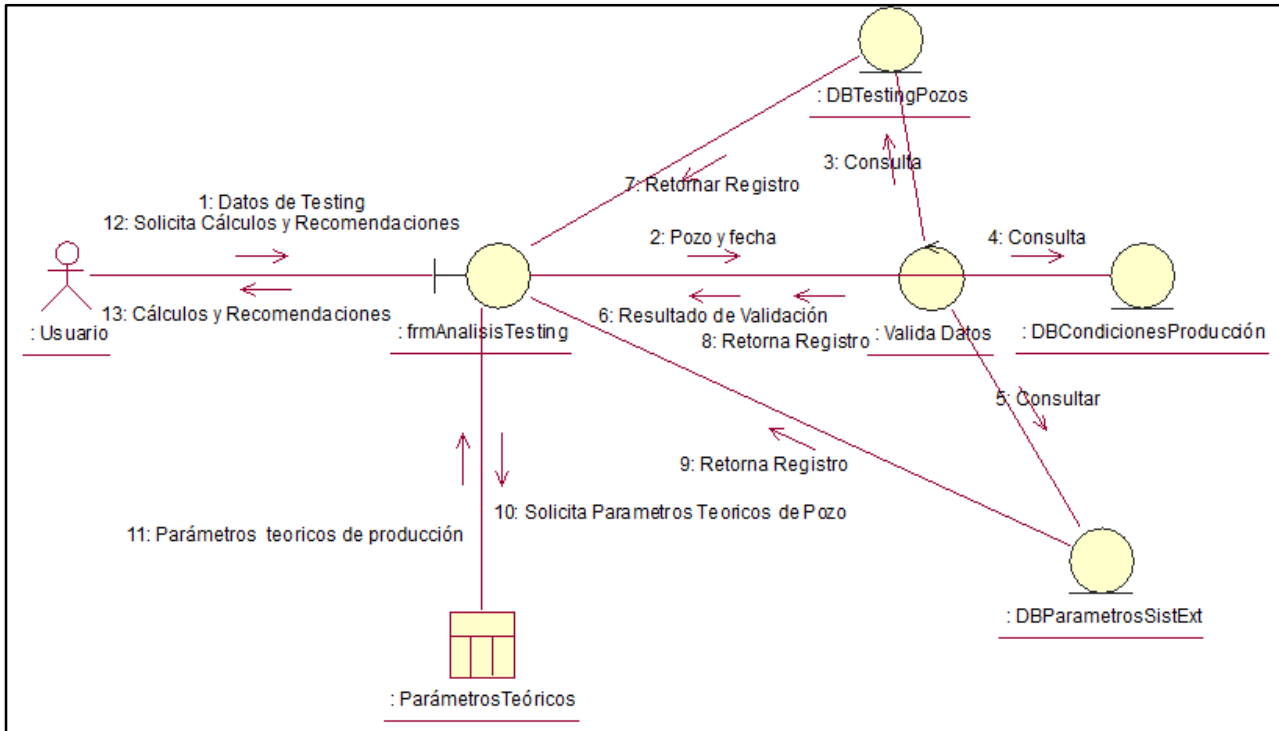 : DBTestingPozos
3: Consulta
7: Retornar Registro
1: Datos de Testing
12: Solicita Cálculos y Recomendaciones
2: Pozo y fecha
4: Consulta
13: Cálculos y Recomendaciones
6: Resultado de Validación
8: Retorna Registro
: Usuario
: frmAnalisisTesting
: Valida Datos
: DBCondicionesProducción
5: Consultar
9: Retorna Registro
10: Solicita Parametros Teoricos de Pozo
11: Parámetros teoricos de producción
: DBParametrosSistExt
: ParámetrosTeóricos